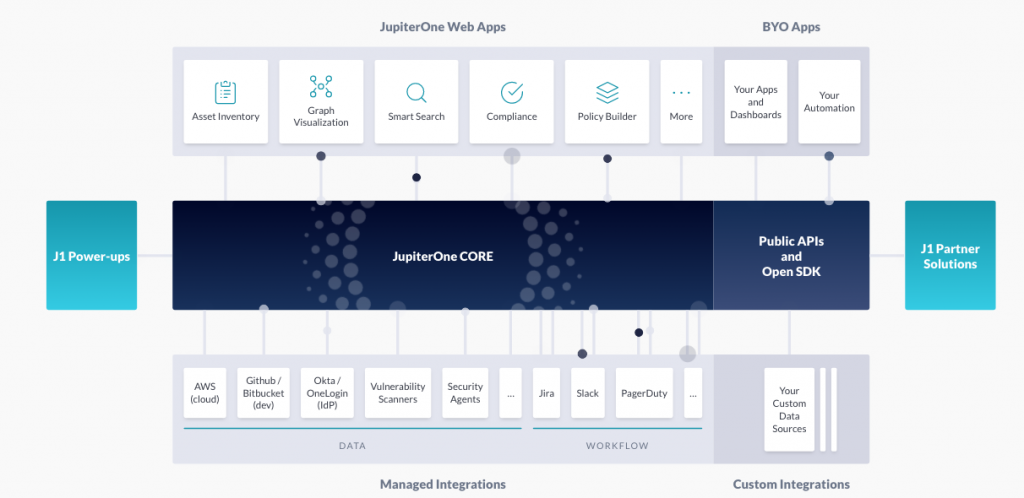 JupiterOne Web Apps
BYO Apps
Asset Inventory
Graph
Visualization
Smart Search
Compliance
Policy Builder
...
More
Your Apps
and
Dashboards
Your
Automation
J1 Power-ups
JupiterOne CORE
Public APIs
and
Open SDK
J1 Partner
Solutions
AWS
(cloud)
Github /
Bitbucket
(dev)
Okta /
OneLogin
(IdP)
Vulnerability
Scanners
Security
Agents
...
Jira
Slack
PagerDuty
...
Your
Custom
Data
Sources
DATA
WORKFLOW
Managed Integrations
Custom Integrations